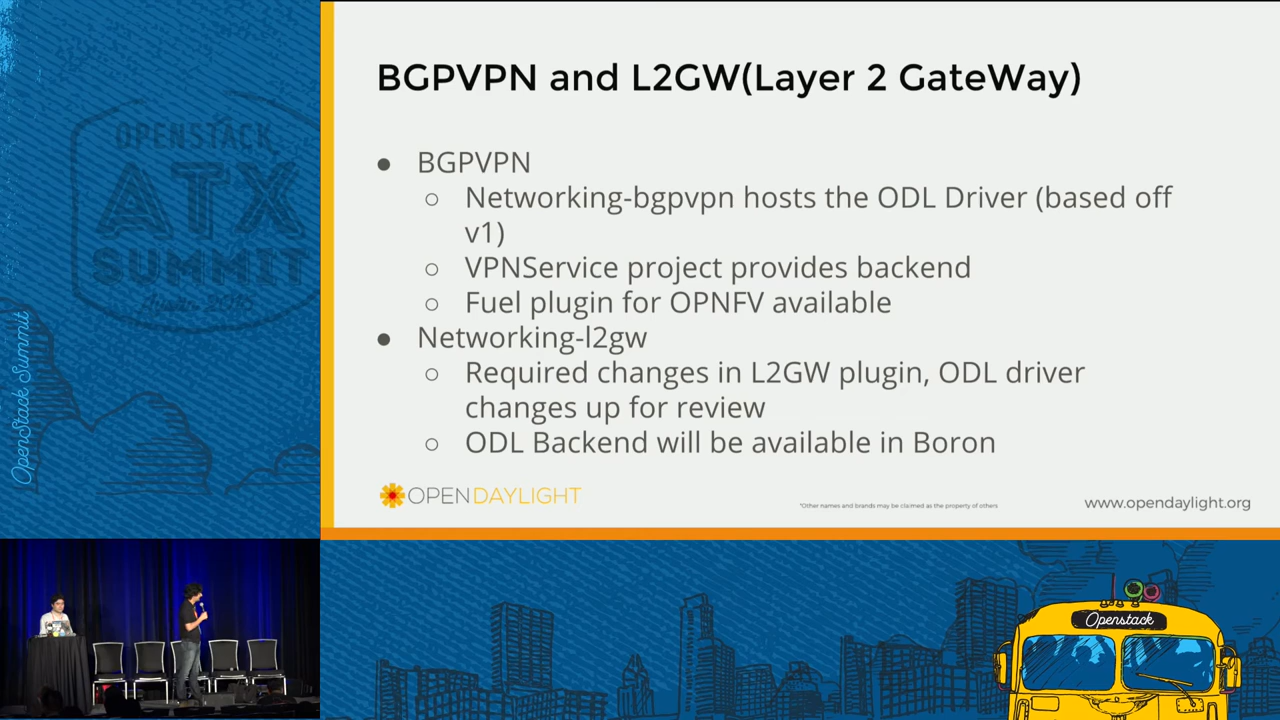 BGPVPN and L2GW(Layer 2 GateWay)
● BGPVPN
○ Networking-bgpvpn hosts the ODL Driver (based off
v1)
○ VPNService project provides backend
○ Fuel plugin for OPNFV available
● Networking-l2gw
○ Required changes in L2GW plugin, ODL driver
changes up for review
○ ODL Backend will be available in Boron
OPENDAYLIGHT
*Other names and brands may be claimed as the property of others
www.opendaylight.org
OPENSTACK
ATX
SUMMIT
Austin 2016
OpenStack Summit
Openstack